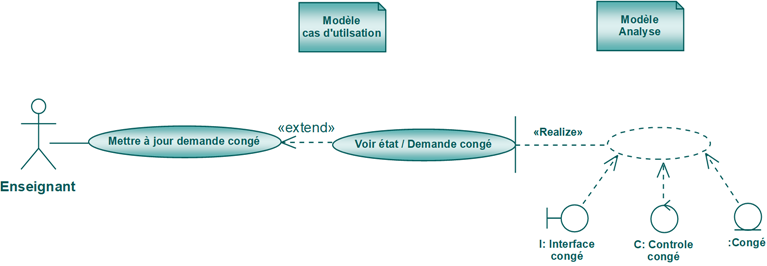 Modèle
cas d'utilsation
Modèle
Analyse
«extend»
«Realize»
Mettre à jour demande congé
Voir état / Demande congé
Enseignant
I: Interface
congé
C: Controle
congé
:Congé